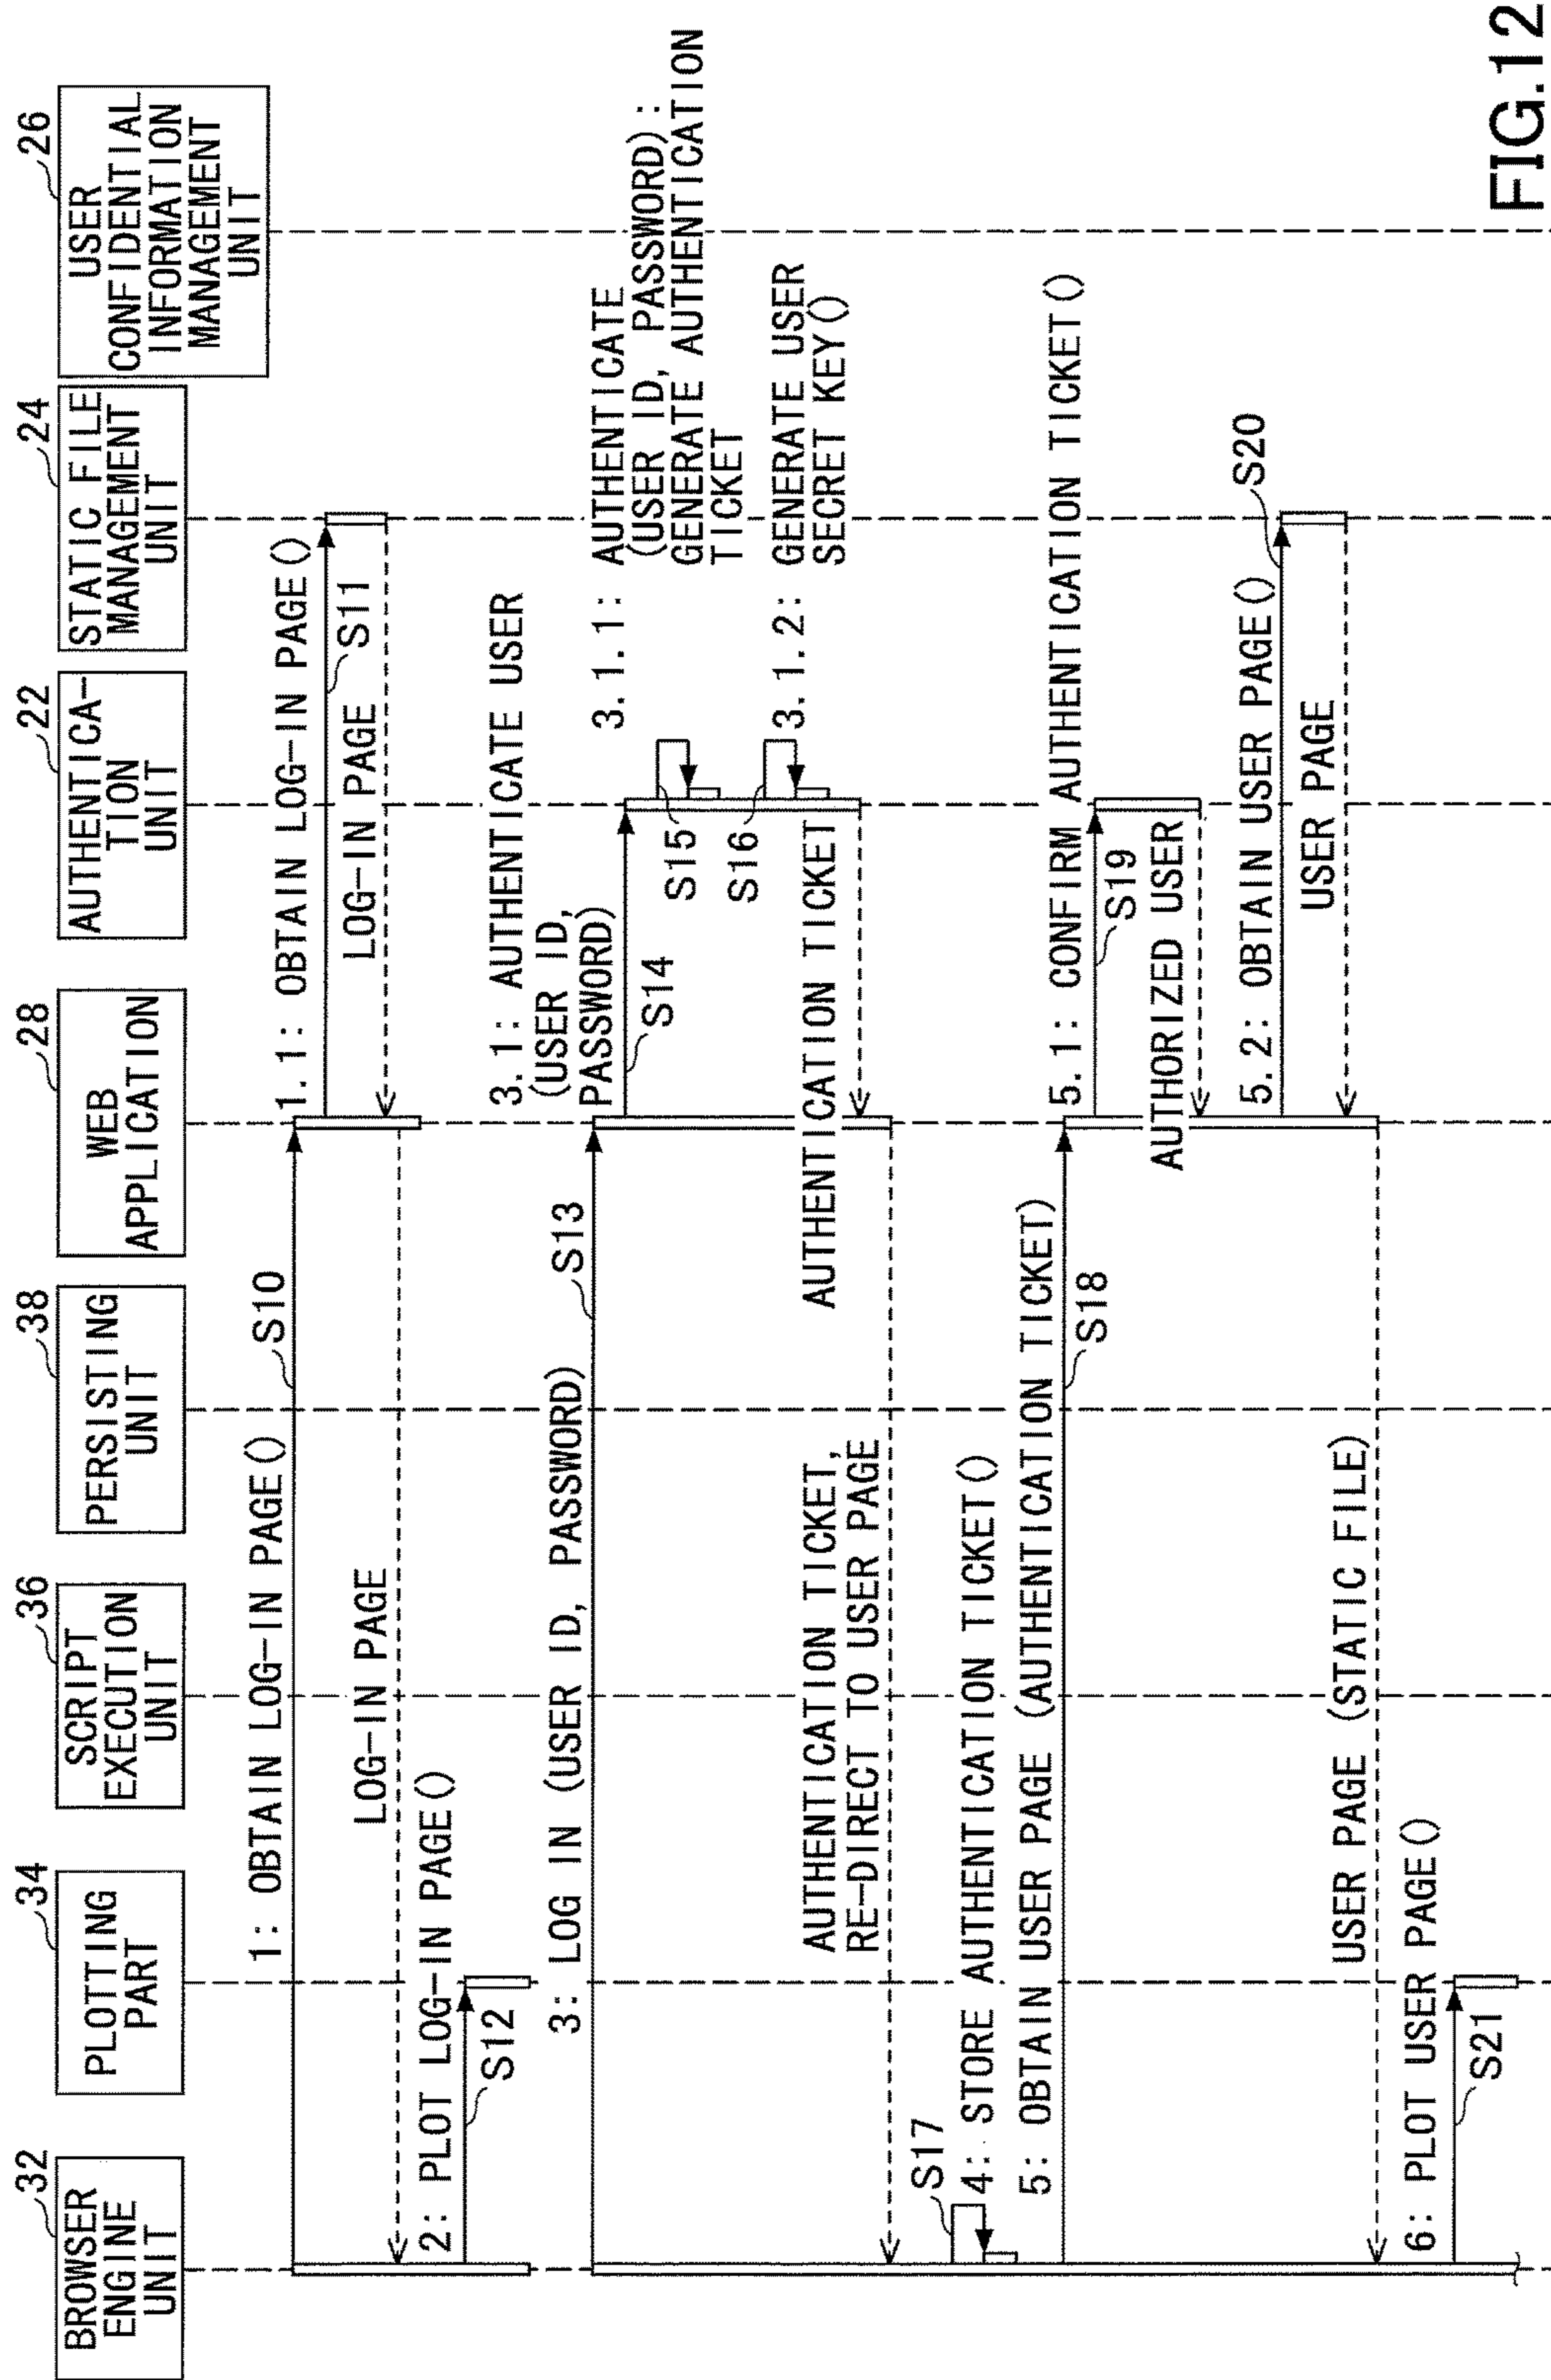 32
BROWSER
ENGINE
UNIT
34
PLOTTING
PART
36
SCRIPT
EXECUTION
UNIT
38
PERSISTING
UNIT
28
WEB
APPLICATION
22
AUTHENTICA-
TION
UNIT
24
STATIC FILE
MANAGEMENT
UNIT
26
USER
CONFIDENTIAL
INFORMATION
MANAGEMENT
UNIT
1: OBTAIN LOG-IN PAGE()
S10
1.1: OBTAIN LOG-IN PAGE()
S11
LOG-IN PAGE
LOG-IN PAGE
2: PLOT LOG-IN PAGE()
S12
3: LOG IN (USER ID, PASSWORD)
S13
3.1: AUTHENTICATE USER
(USER ID,
PASSWORD)
S14
3.1.1: AUTHENTICATE
(USER ID, PASSWORD):
GENERATE AUTHENTICATION
TICKET
S15
3.1.2: GENERATE USER
SECRET KEY()
S16
AUTHENTICATION TICKET
AUTHENTICATION TICKET,
RE-DIRECT TO USER PAGE
S17
4: STORE AUTHENTICATION TICKET()
5: OBTAIN USER PAGE (AUTHENTICATION TICKET)
S18
5.1: CONFIRM AUTHENTICATION TICKET()
S19
AUTHORIZED USER
5.2: OBTAIN USER PAGE()
S20
USER PAGE
USER PAGE (STATIC FILE)
6: PLOT USER PAGE()
S21
FIG.12